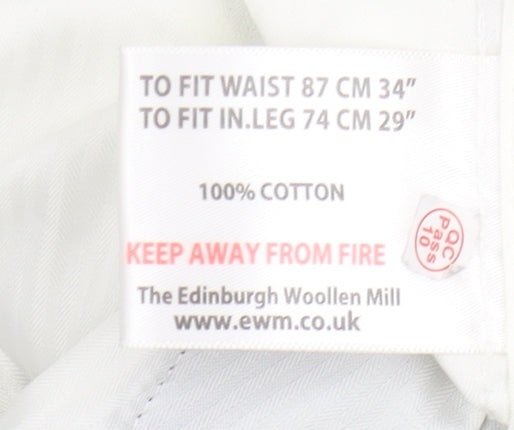 TO FIT WAIST 87 CM 34”
TO FIT IN.LEG 74 CM 29”
100% COTTON
KEEP AWAY FROM FIRE
The Edinburgh Woollen Mill
www.ewm.co.uk
QC
Pass
10